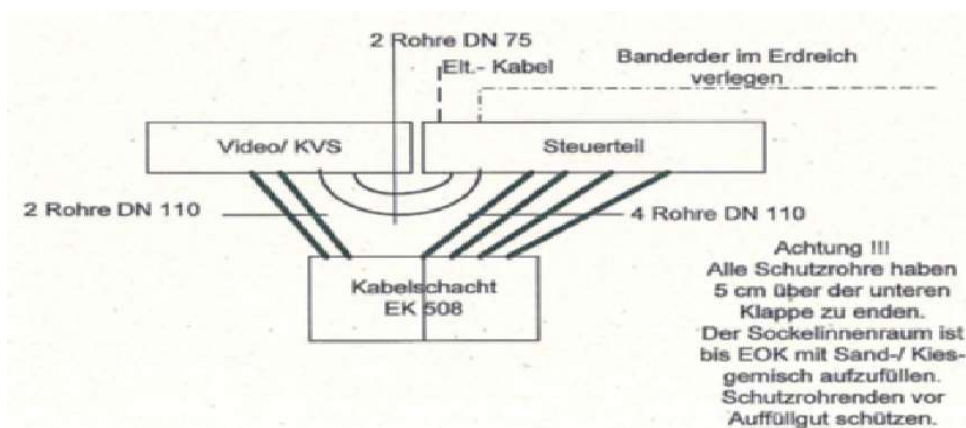 2 Rohre DN 75
Elt.- Kabel
Banderder im Erdreich
verlegen
Video/ KVS
Steuerteil
2 Rohre DN 110
4 Rohre DN 110
Kabelschacht
EK 508
Achtung !!!
Alle Schutzrohre haben
5 cm über der unteren
Klappe zu enden.
Der Sockelinnenraum ist
bis EOK mit Sand-/ Kies-
gemisch aufzufüllen.
Schutzrohrenden vor
Auffüllgut schützen.